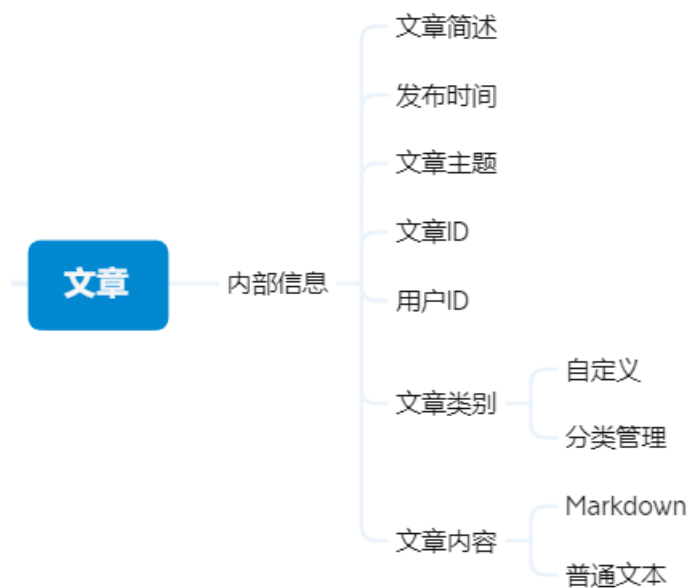 文章
内部信息
文章简述
发布时间
文章主题
文章ID
用户ID
文章类别
自定义
分类管理
文章内容
Markdown
普通文本